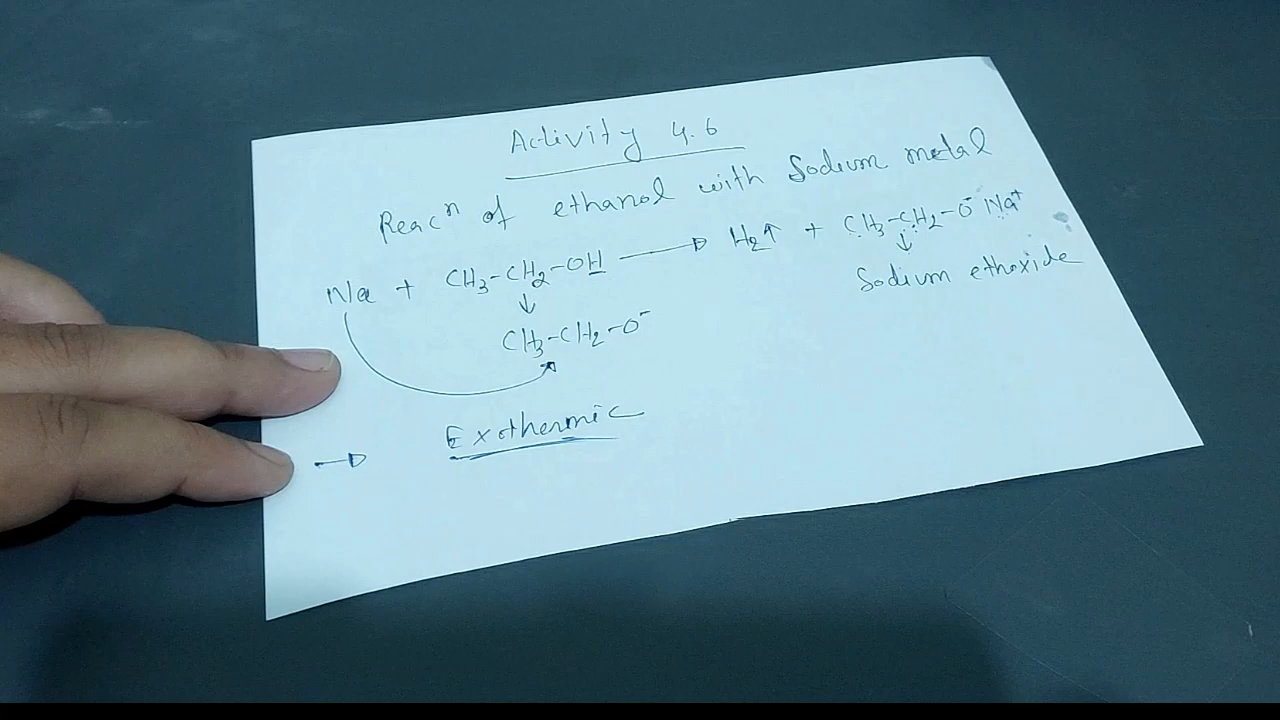 Activity 4.6
Reacⁿ of ethanol with Sodium metal
Na + CH₃-CH₂-OH → H₂↑ + CH₃-CH₂-O⁻ Na⁺
↓ ↓
CH₃-CH₂-O⁻ Sodium ethoxide
→ Exothermic